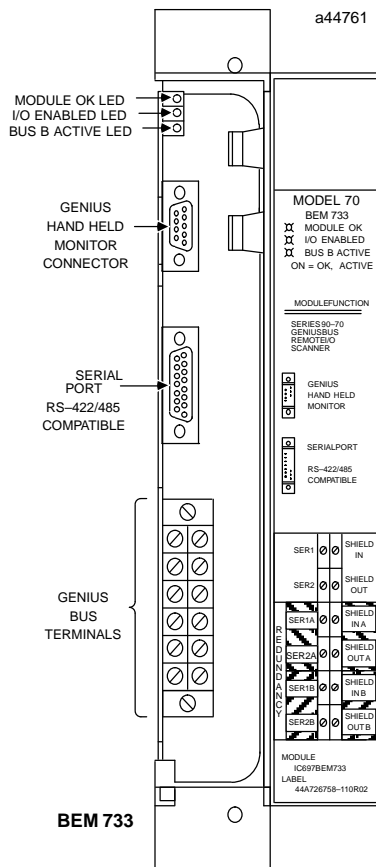 a44761
MODULE OK LED
I/O ENABLED LED
BUS B ACTIVE LED
GENIUS
HAND HELD
MONITOR
CONNECTOR
SERIAL
PORT
RS–422/485
COMPATIBLE
GENIUS
BUS
TERMINALS
BEM 733
MODEL 70
BEM 733
MODULE OK
I/O ENABLED
BUS B ACTIVE
ON = OK, ACTIVE
MODULEFUNCTION
SERIES90–70
GENIUSBUS
REMOTEI/O
SCANNER
GENIUS
HAND HELD
MONITOR
SERIALPORT
RS–422/485
COMPATIBLE
SER1 SHIELD
IN
SER2 SHIELD
OUT
REDUNDANCY
SER1A SHIELD
IN A
SER2A SHIELD
OUT A
SER1B SHIELD
IN B
SER2B SHIELD
OUT B
MODULE
IC697BEM733
LABEL
44A726758–110R02